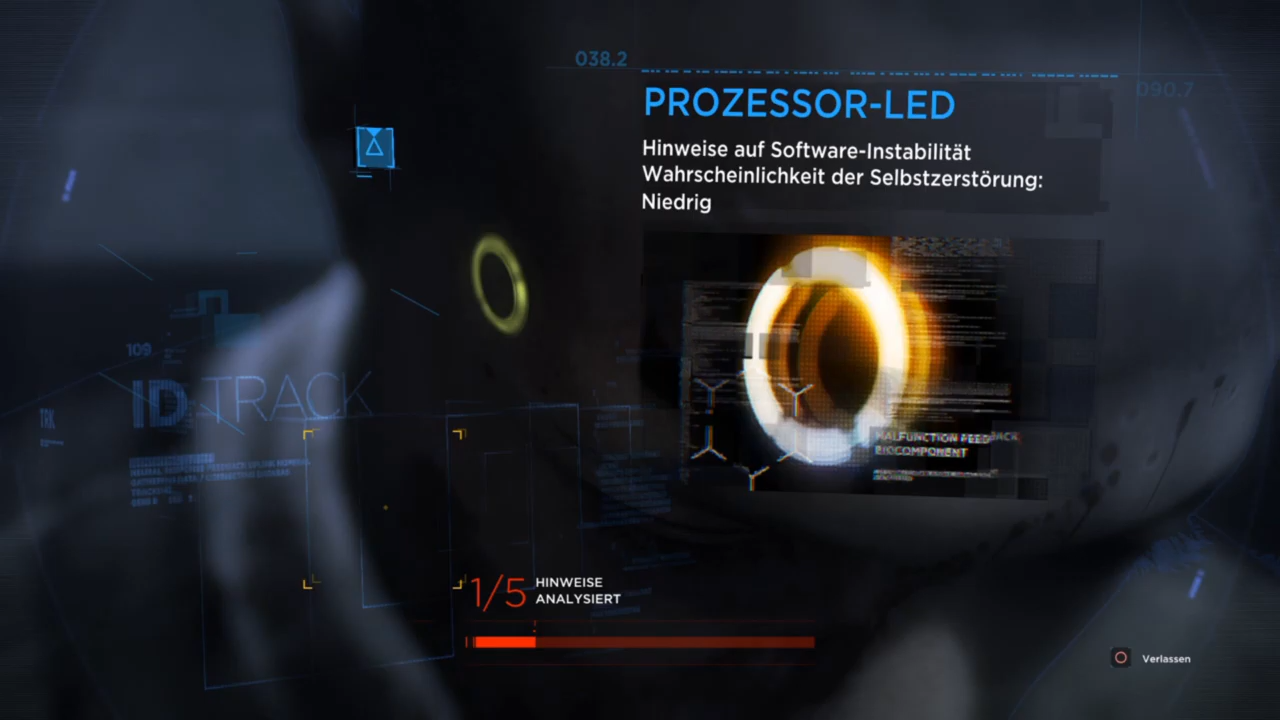 038.2
090.7
PROZESSOR-LED
Hinweise auf Software-Instabilität
Wahrscheinlichkeit der Selbstzerstörung:
Niedrig
109
ID TRACK
TRK
MALFUNCTION FEEDBACK
BIOCOMPONENT
1/5 HINWEISE
ANALYSIERT
Verlassen